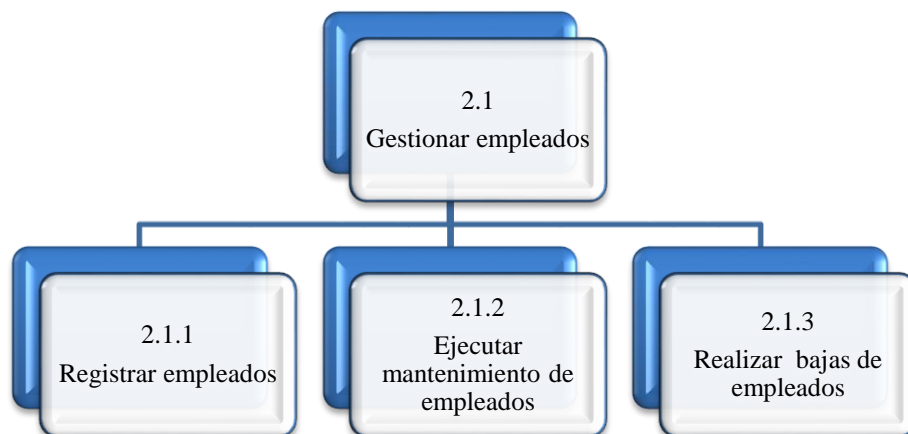 2.1
Gestionar empleados
2.1.1
Registrar empleados
2.1.2
Ejecutar
mantenimiento de
empleados
2.1.3
Realizar  bajas de
empleados